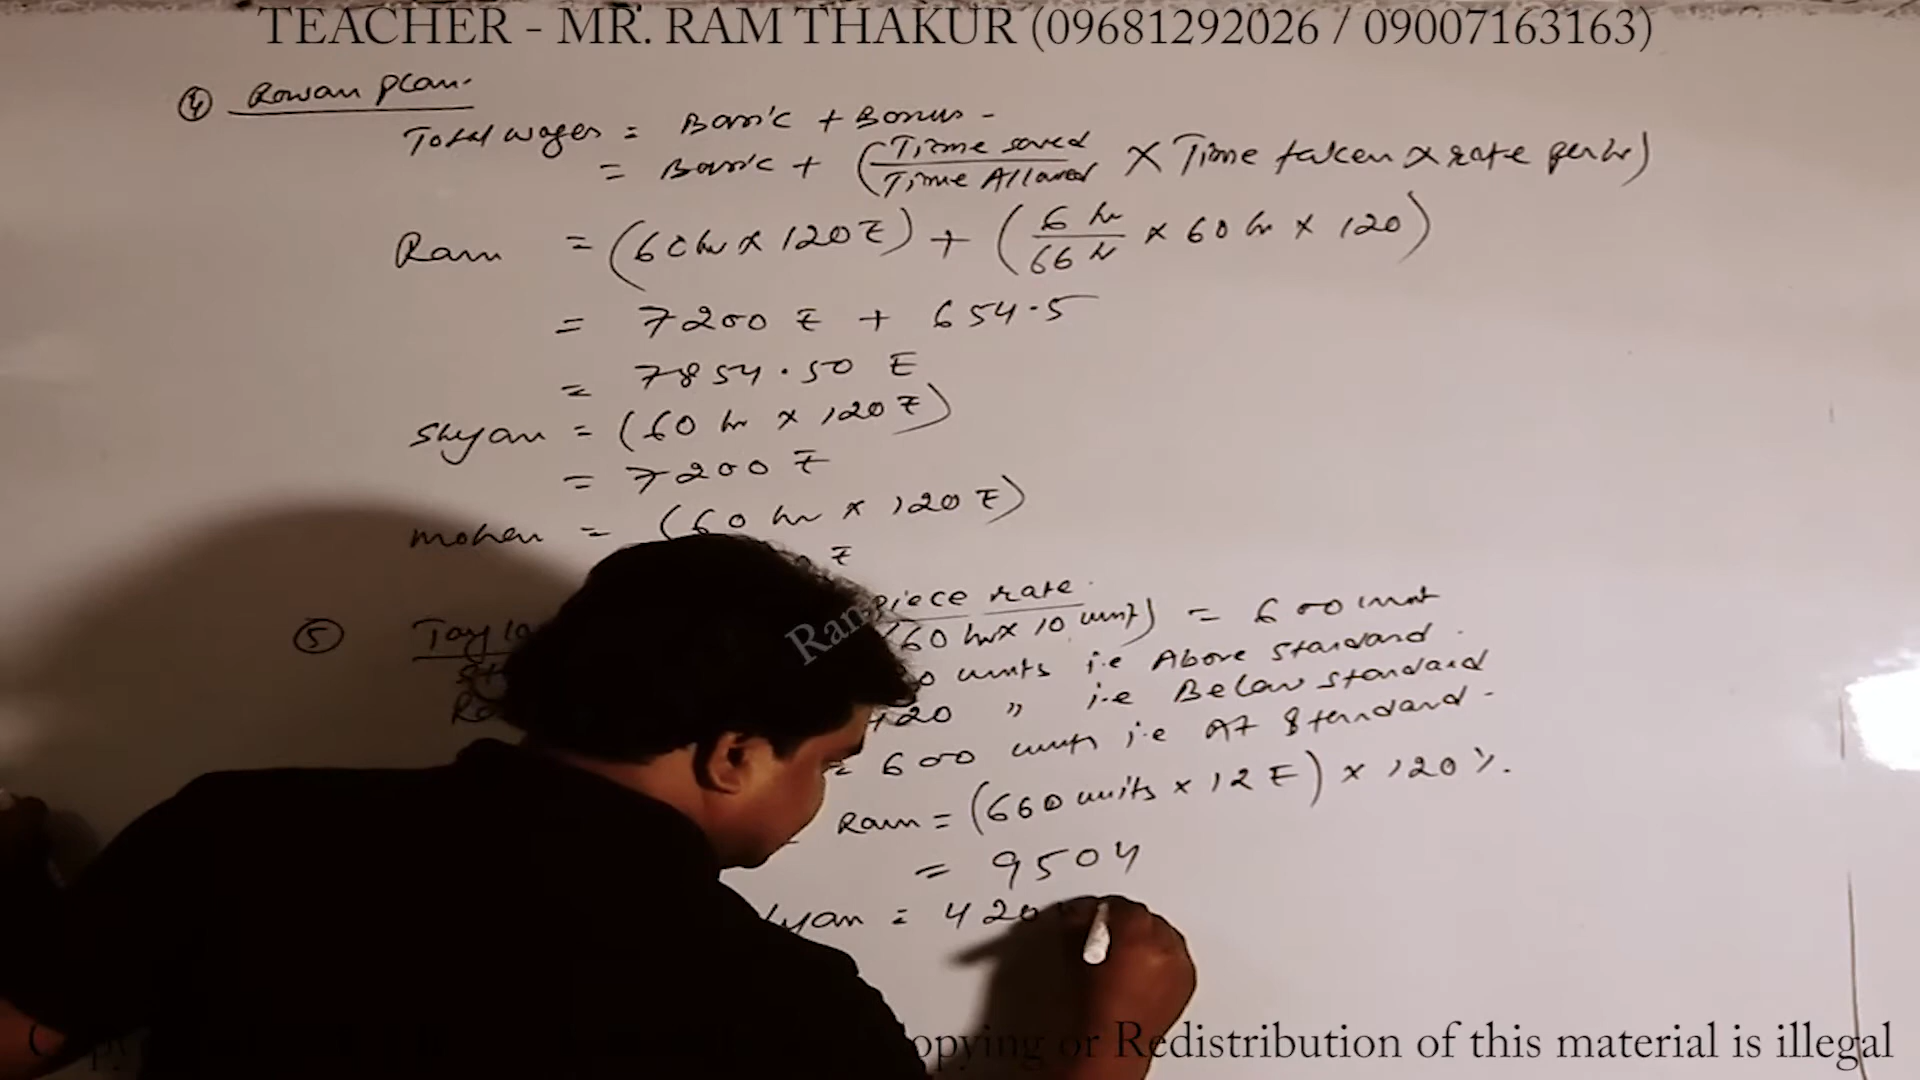 TEACHER - MR. RAM THAKUR (09681292026 / 09007163163)
④ Rowan Plan.
Total wages = Basic + Bonus -
= Basic + (Time saved / Time Allowed × Time taken × rate per hr)
Ram = (60 hr × 120 ₹) + (6 hr / 66 hr × 60 hr × 120)
= 7200 ₹ + 654.5
= 7854.50 ₹
Shyam = (60 hr × 120 ₹)
= 7200 ₹
Mohan = (60 hr × 120 ₹)
₹
⑤ piece rate.
(60 hr × 10 unit) = 600 unit
units i.e Above standard.
420 " i.e Below standard
= 600 units i.e At standard.
Ram = (660 units × 12 ₹) × 120 %.
= 9504
= 420
opying or Redistribution of this material is illegal